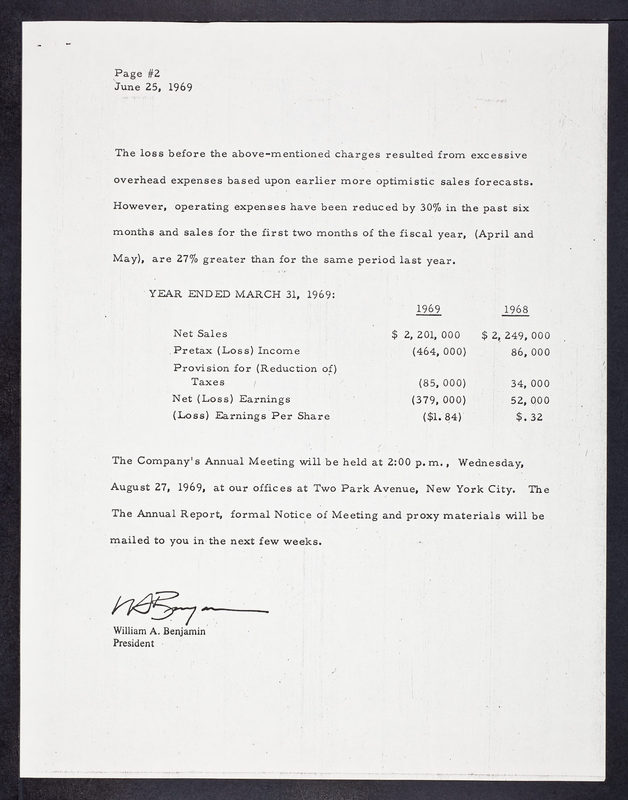 Page #2
June 25, 1969
The loss before the above-mentioned charges resulted from excessive
overhead expenses based upon earlier more optimistic sales forecasts.
However, operating expenses have been reduced by 30% in the past six
months and sales for the first two months of the fiscal year, (April and
May), are 27% greater than for the same period last year.
YEAR ENDED MARCH 31, 1969:
1969 1968
Net Sales $ 2, 201, 000 $ 2, 249, 000
Pretax (Loss) Income (464, 000) 86, 000
Provision for (Reduction of)
Taxes (85, 000) 34, 000
Net (Loss) Earnings (379, 000) 52, 000
(Loss) Earnings Per Share ($1. 84) $. 32
The Company's Annual Meeting will be held at 2:00 p. m. , Wednesday,
August 27, 1969, at our offices at Two Park Avenue, New York City. The
The Annual Report, formal Notice of Meeting and proxy materials will be
mailed to you in the next few weeks.
WABenjamin
William A. Benjamin
President